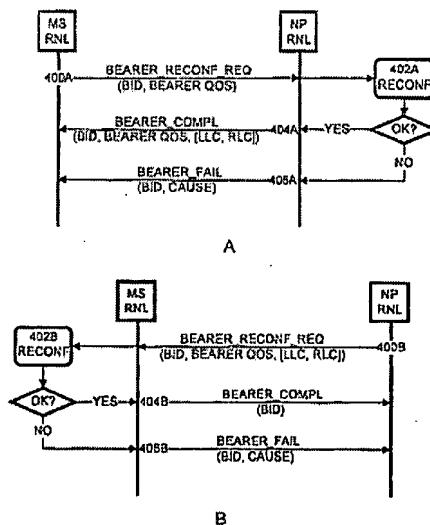 MS
RNL
NP
RNL
400A
BEARER_RECONF_REQ
(BID, BEARER QOS)
402A
RECONF
BEARER_COMPL
(BID, BEARER QOS, [LLC, RLC])
404A
YES
OK?
NO
BEARER_FAIL
(BID, CAUSE)
406A
A
MS
RNL
NP
RNL
402B
RECONF
BEARER_RECONF_REQ
(BID, BEARER QOS, [LLC, RLC])
400B
OK?
YES
404B
BEARER_COMPL
(BID)
NO
406B
BEARER_FAIL
(BID, CAUSE)
B